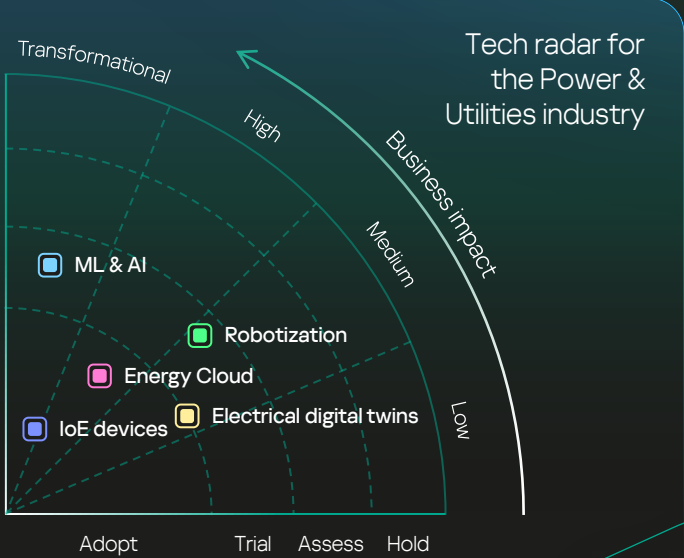 Tech radar for
the Power &
Utilities industry
Transformational
High
Business impact
Medium
ML & AI
Robotization
Energy Cloud
Low
Electrical digital twins
IoE devices
Adopt
Trial
Assess
Hold